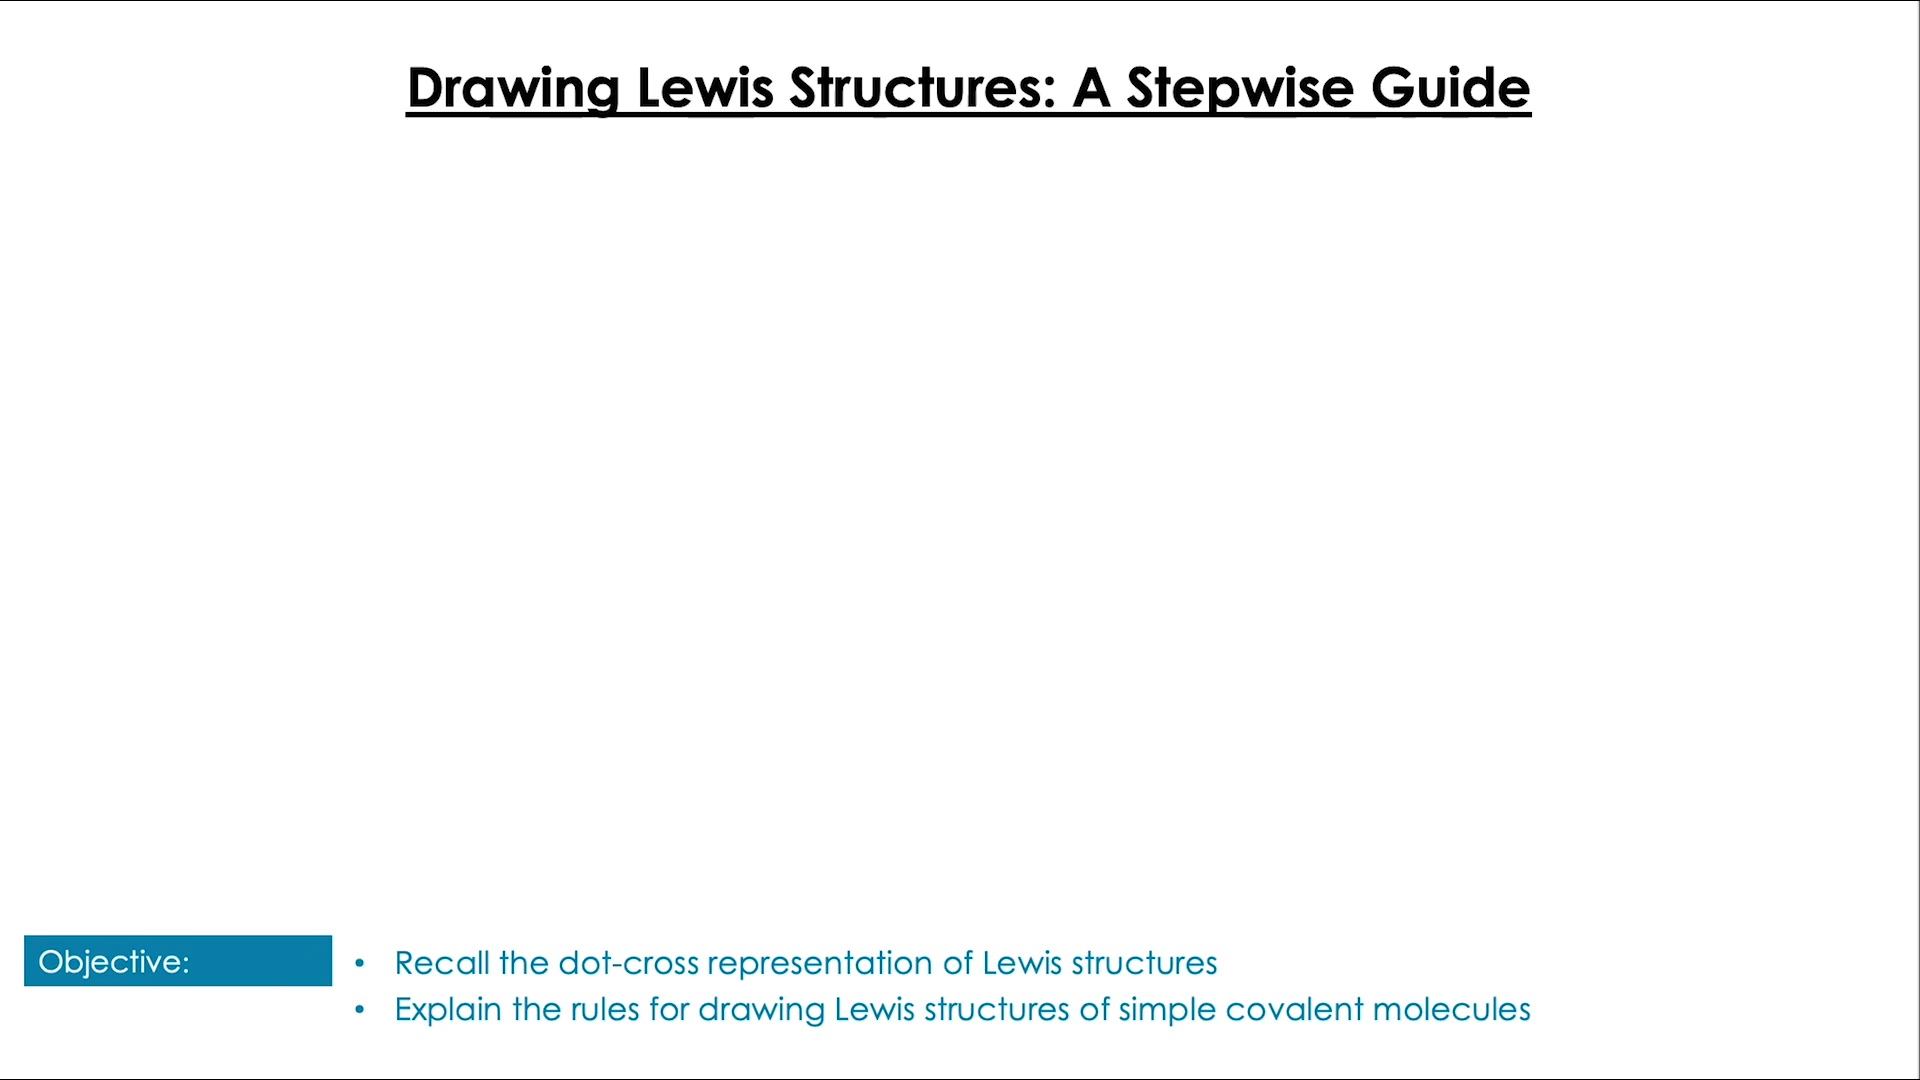 Drawing Lewis Structures: A Stepwise Guide
Objective:
• Recall the dot-cross representation of Lewis structures
• Explain the rules for drawing Lewis structures of simple covalent molecules